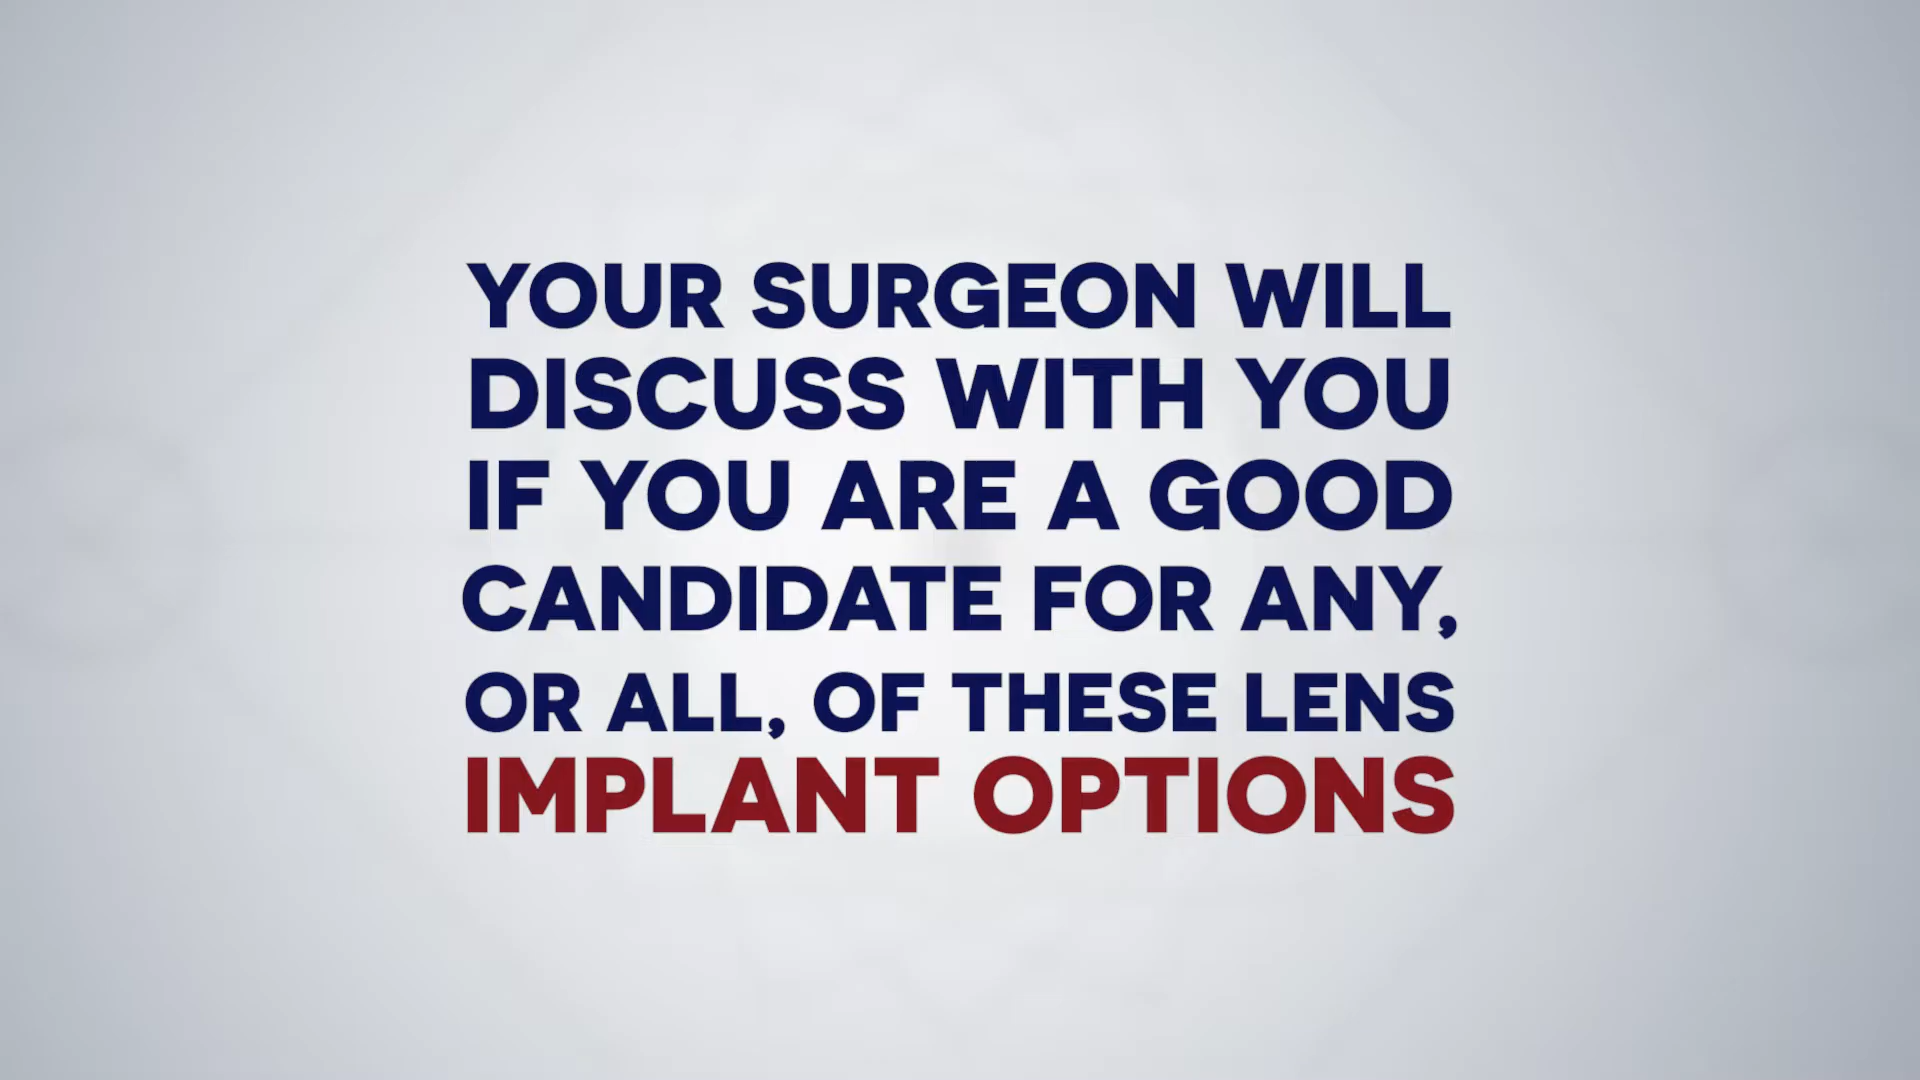 YOUR SURGEON WILL
DISCUSS WITH YOU
IF YOU ARE A GOOD
CANDIDATE FOR ANY,
OR ALL, OF THESE LENS
IMPLANT OPTIONS